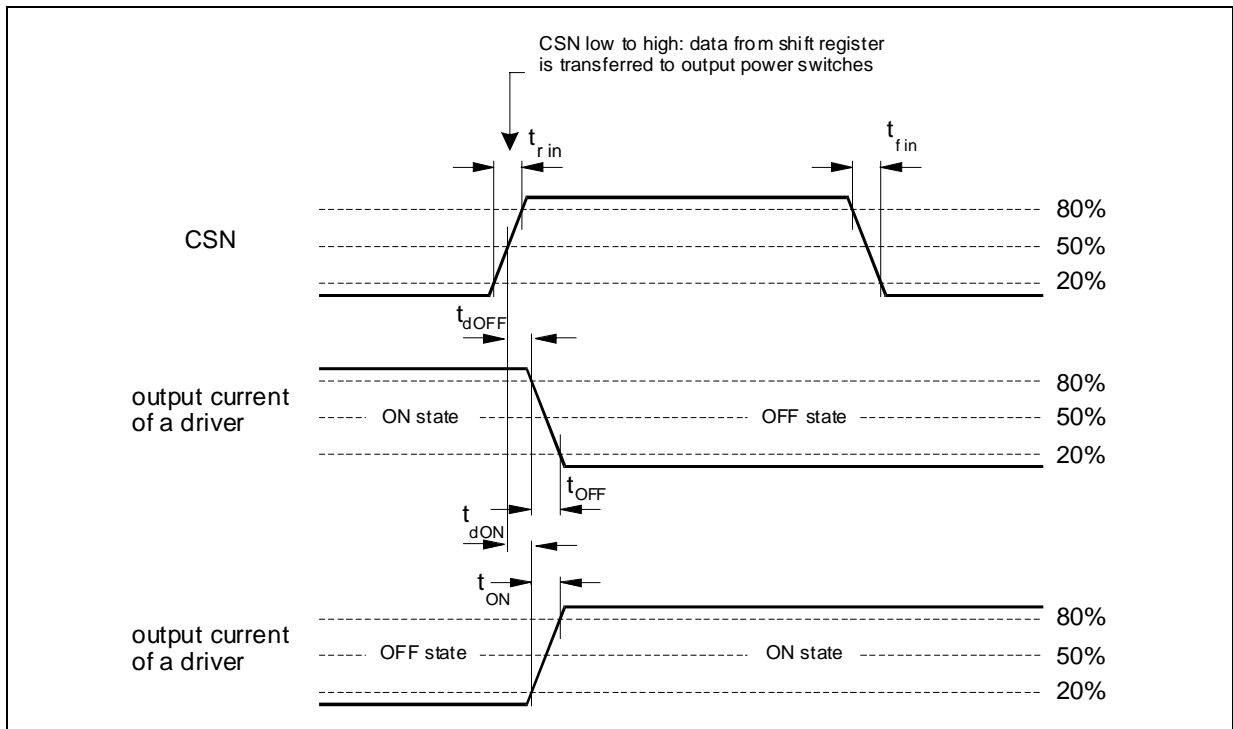 CSN low to high: data from shift register
is transferred to output power switches
t r in
t f in
CSN
80%
50%
20%
t dOFF
output current
of a driver
ON state
OFF state
80%
50%
20%
t OFF
t dON
t ON
output current
of a driver
OFF state
ON state
80%
50%
20%